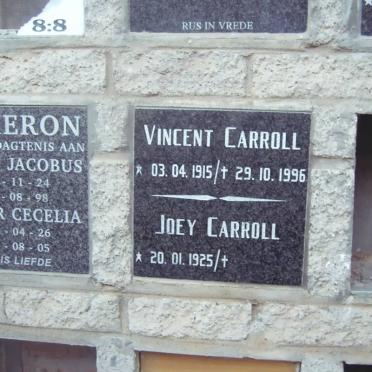 8:8
RUS IN VREDE
ERON
DAGTENIS AAN
JACOBUS
- 11 - 24
- 08 - 98
R CECELIA
- 04 - 26
- 08 - 05
IS LIEFDE
VINCENT CARROLL
* 03. 04. 1915/† 29. 10. 1996
JOEY CARROLL
* 20. 01. 1925/†